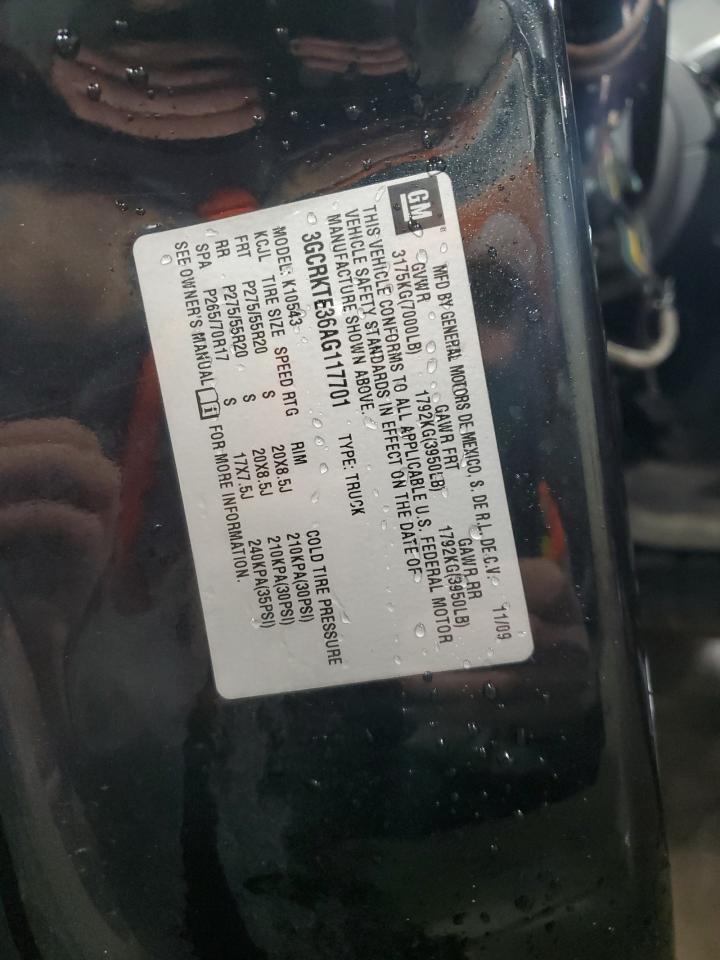 GM
MFD BY GENERAL MOTORS DE MEXICO, S. DE R.L. DE C.V. 11/09
GVWR GAWR FRT GAWR RR
3175KG(7000LB) 1792KG(3950LB) 1792KG(3950LB)
THIS VEHICLE CONFORMS TO ALL APPLICABLE U.S. FEDERAL MOTOR
VEHICLE SAFETY STANDARDS IN EFFECT ON THE DATE OF
MANUFACTURE SHOWN ABOVE.
3GCRKTE36AG117701 TYPE: TRUCK
MODEL: K10543
KCJL TIRE SIZE SPEED RTG RIM COLD TIRE PRESSURE
FRT P275/55R20 S 20X8.5J 210KPA(30PSI)
RR P275/55R20 S 20X8.5J 210KPA(30PSI)
SPA P265/70R17 S 17X7.5J 240KPA(35PSI)
SEE OWNER'S MANUAL FOR MORE INFORMATION.